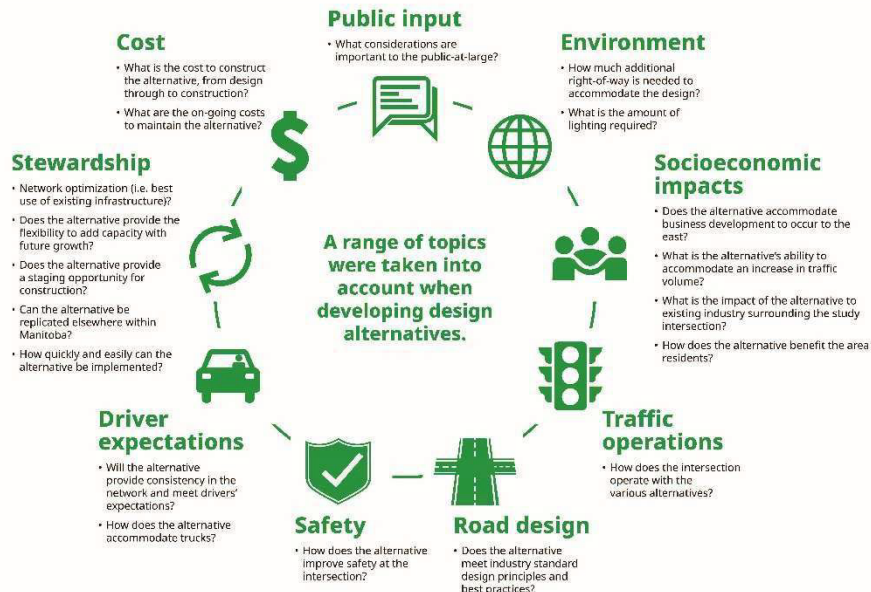 Public input
• What considerations are
important to the public-at-large?
Cost
• What is the cost to construct
the alternative, from design
through to construction?
• What are the on-going costs
to maintain the alternative?
Environment
• How much additional
right-of-way is needed to
accommodate the design?
• What is the amount of
lighting required?
Stewardship
• Network optimization (i.e. best
use of existing infrastructure)?
• Does the alternative provide the
flexibility to add capacity with
future growth?
• Does the alternative provide
a staging opportunity for
construction?
• Can the alternative be
replicated elsewhere within
Manitoba?
• How quickly and easily can the
alternative be implemented?
A range of topics
were taken into
account when
developing design
alternatives.
Socioeconomic
impacts
• Does the alternative accommodate
business development to occur to the
east?
• What is the alternative's ability to
accommodate an increase in traffic
volume?
• What is the impact of the alternative to
existing industry surrounding the study
intersection?
• How does the alternative benefit the area
residents?
Driver
expectations
• Will the alternative
provide consistency in the
network and meet drivers'
expectations?
• How does the alternative
accommodate trucks?
Safety
• How does the alternative
improve safety at the
intersection?
Road design
• Does the alternative
meet industry standard
design principles and
best practices?
Traffic
operations
• How does the intersection
operate with the
various alternatives?